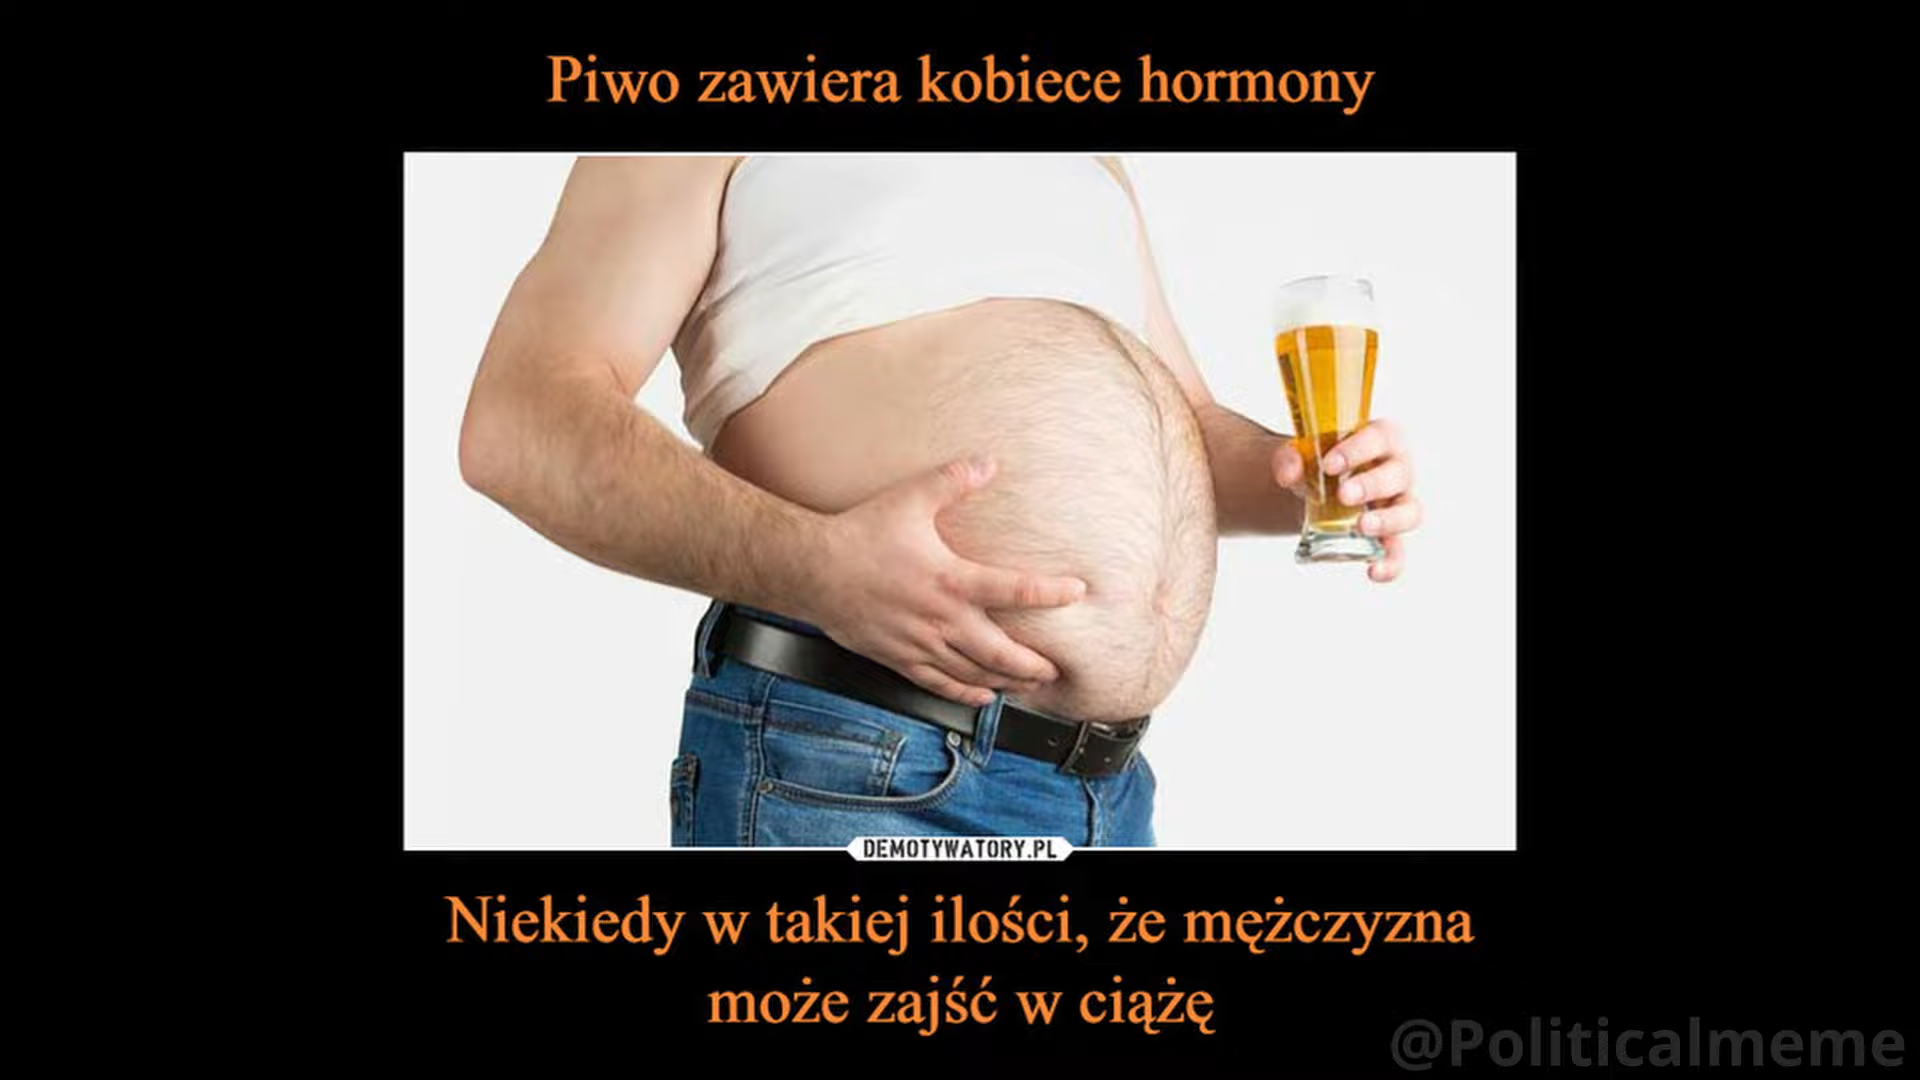 Piwo zawiera kobiece hormony
DEMOTYWATORY.PL
Niekiedy w takiej ilości, że mężczyzna
może zajść w ciążę
@Politicalmeme